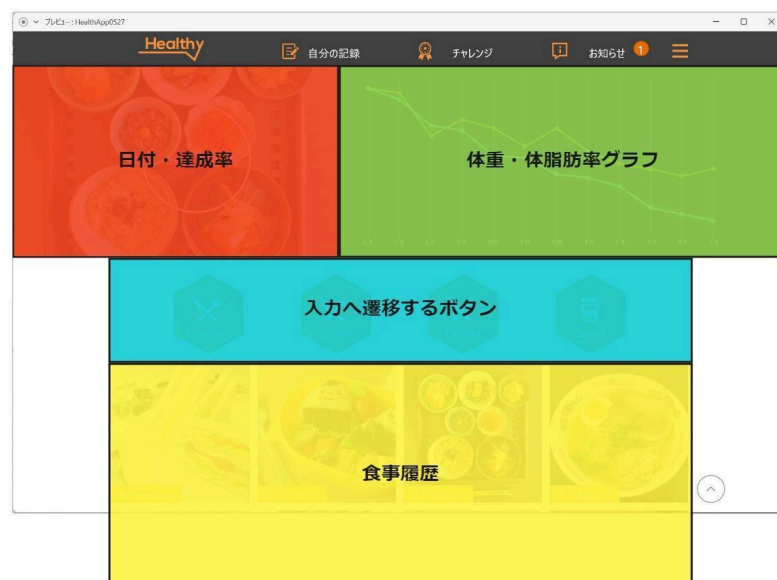 プレビュー : HealthApp0527
Healthy
自分の記録
チャレンジ
お知らせ
1
日付・達成率
体重・体脂肪率グラフ
入力へ遷移するボタン
食事履歴